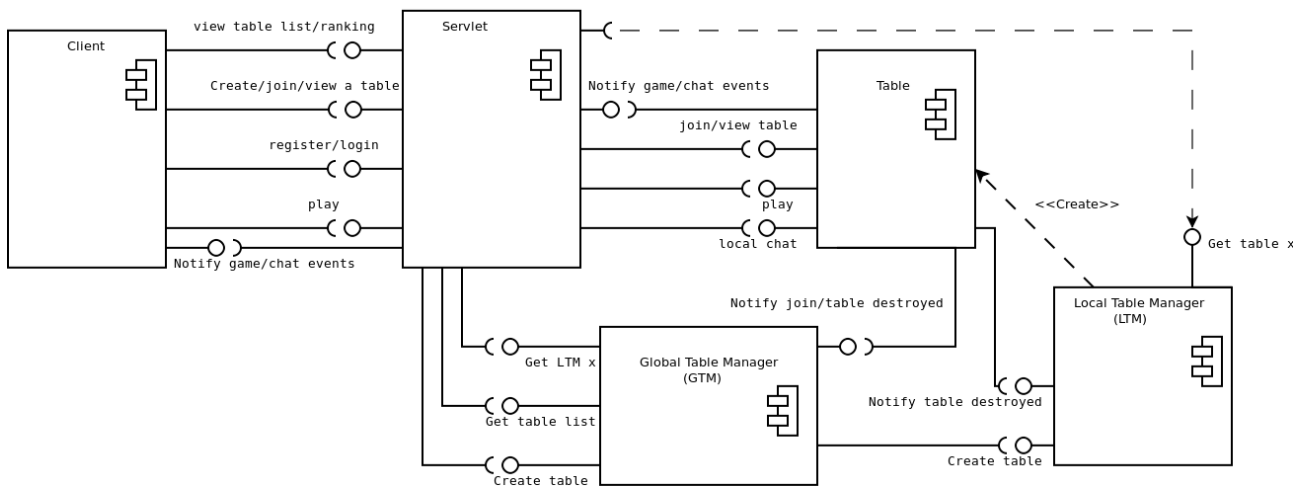 view table list/ranking
Servlet
Client
Create/join/view a table
Notify game/chat events
Table
join/view table
register/login
play
play
<<Create>>
local chat
Get table x
Notify game/chat events
Notify join/table destroyed
Local Table Manager
(LTM)
Get LTM x
Global Table Manager
(GTM)
Notify table destroyed
Get table list
Create table
Create table